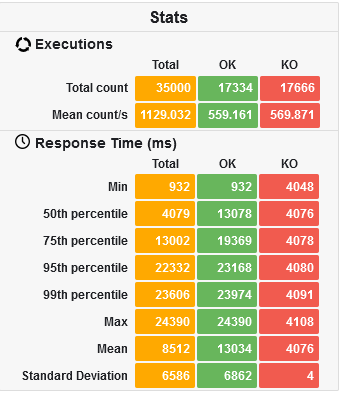 Stats
Executions
Total OK KO
Total count 35000 17334 17666
Mean count/s 1129.032 559.161 569.871
Response Time (ms)
Total OK KO
Min 932 932 4048
50th percentile 4079 13078 4076
75th percentile 13002 19369 4078
95th percentile 22332 23168 4080
99th percentile 23606 23974 4091
Max 24390 24390 4108
Mean 8512 13034 4076
Standard Deviation 6586 6862 4